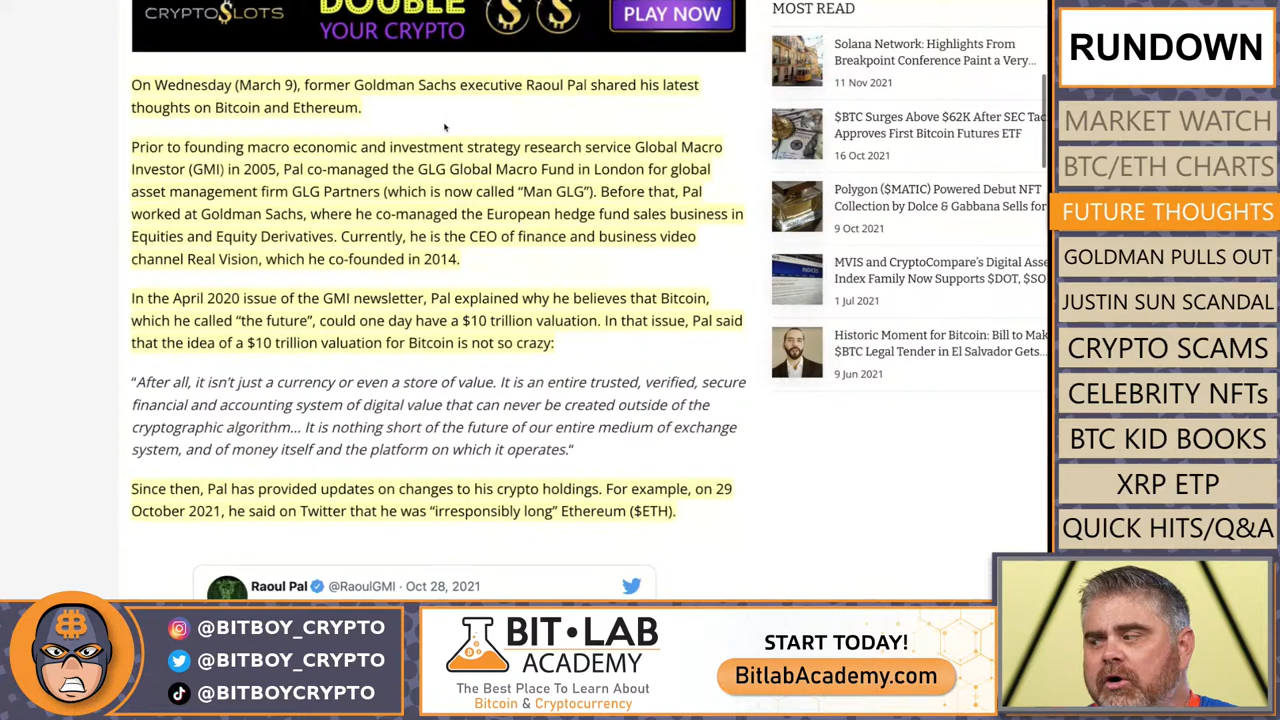 CRYPTOSLOTS
DOUBLE
YOUR CRYPTO
PLAY NOW
On Wednesday (March 9), former Goldman Sachs executive Raoul Pal shared his latest
thoughts on Bitcoin and Ethereum.
Prior to founding macro economic and investment strategy research service Global Macro
Investor (GMI) in 2005, Pal co-managed the GLG Global Macro Fund in London for global
asset management firm GLG Partners (which is now called “Man GLG”). Before that, Pal
worked at Goldman Sachs, where he co-managed the European hedge fund sales business in
Equities and Equity Derivatives. Currently, he is the CEO of finance and business video
channel Real Vision, which he co-founded in 2014.
In the April 2020 issue of the GMI newsletter, Pal explained why he believes that Bitcoin,
which he called “the future”, could one day have a $10 trillion valuation. In that issue, Pal said
that the idea of a $10 trillion valuation for Bitcoin is not so crazy:
“After all, it isn’t just a currency or even a store of value. It is an entire trusted, verified, secure
financial and accounting system of digital value that can never be created outside of the
cryptographic algorithm... It is nothing short of the future of our entire medium of exchange
system, and of money itself and the platform on which it operates.“
Since then, Pal has provided updates on changes to his crypto holdings. For example, on 29
October 2021, he said on Twitter that he was “irresponsibly long” Ethereum ($ETH).
Raoul Pal @RaoulGMI · Oct 28, 2021
MOST READ
Solana Network: Highlights From
Breakpoint Conference Paint a Very...
11 Nov 2021
$BTC Surges Above $62K After SEC Tac
Approves First Bitcoin Futures ETF
16 Oct 2021
Polygon ($MATIC) Powered Debut NFT
Collection by Dolce & Gabbana Sells for
9 Oct 2021
MVIS and CryptoCompare’s Digital Asse
Index Family Now Supports $DOT, $SO
1 Jul 2021
Historic Moment for Bitcoin: Bill to Mak
$BTC Legal Tender in El Salvador Gets...
9 Jun 2021
RUNDOWN
MARKET WATCH
BTC/ETH CHARTS
FUTURE THOUGHTS
GOLDMAN PULLS OUT
JUSTIN SUN SCANDAL
CRYPTO SCAMS
CELEBRITY NFTs
BTC KID BOOKS
XRP ETP
QUICK HITS/Q&A
@BITBOY_CRYPTO
@BITBOY_CRYPTO
@BITBOYCRYPTO
BIT•LAB
ACADEMY
The Best Place To Learn About
Bitcoin & Cryptocurrency
START TODAY!
BitlabAcademy.com